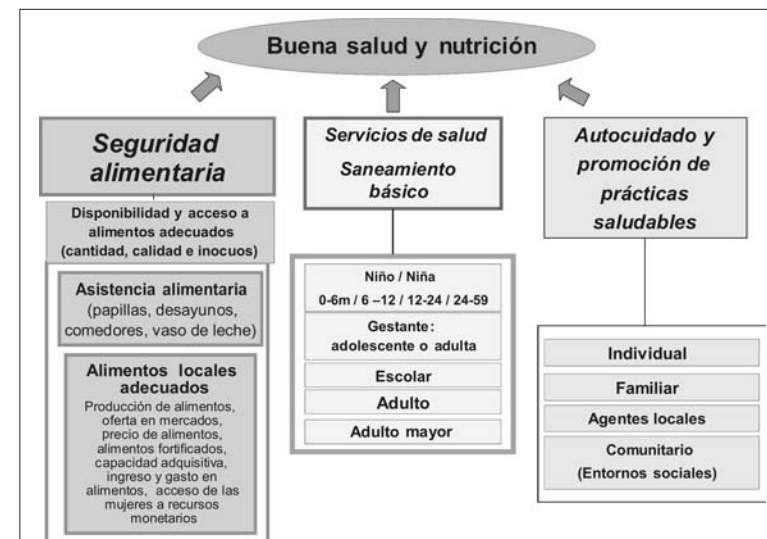 Buena salud y nutrición
Seguridad
alimentaria
Disponibilidad y acceso a
alimentos adecuados
(cantidad, calidad e inocuos)
Asistencia alimentaria
(papillas, desayunos,
comedores, vaso de leche)
Alimentos locales
adecuados
Producción de alimentos,
oferta en mercados,
precio de alimentos,
alimentos fortificados,
capacidad adquisitiva,
ingreso y gasto en
alimentos, acceso de las
mujeres a recursos
monetarios
Servicios de salud
Saneamiento
básico
Niño / Niña
0-6m / 6 –12 / 12-24 / 24-59
Gestante:
adolescente o adulta
Escolar
Adulto
Adulto mayor
Autocuidado y
promoción de
prácticas
saludables
Individual
Familiar
Agentes locales
Comunitario
(Entornos sociales)